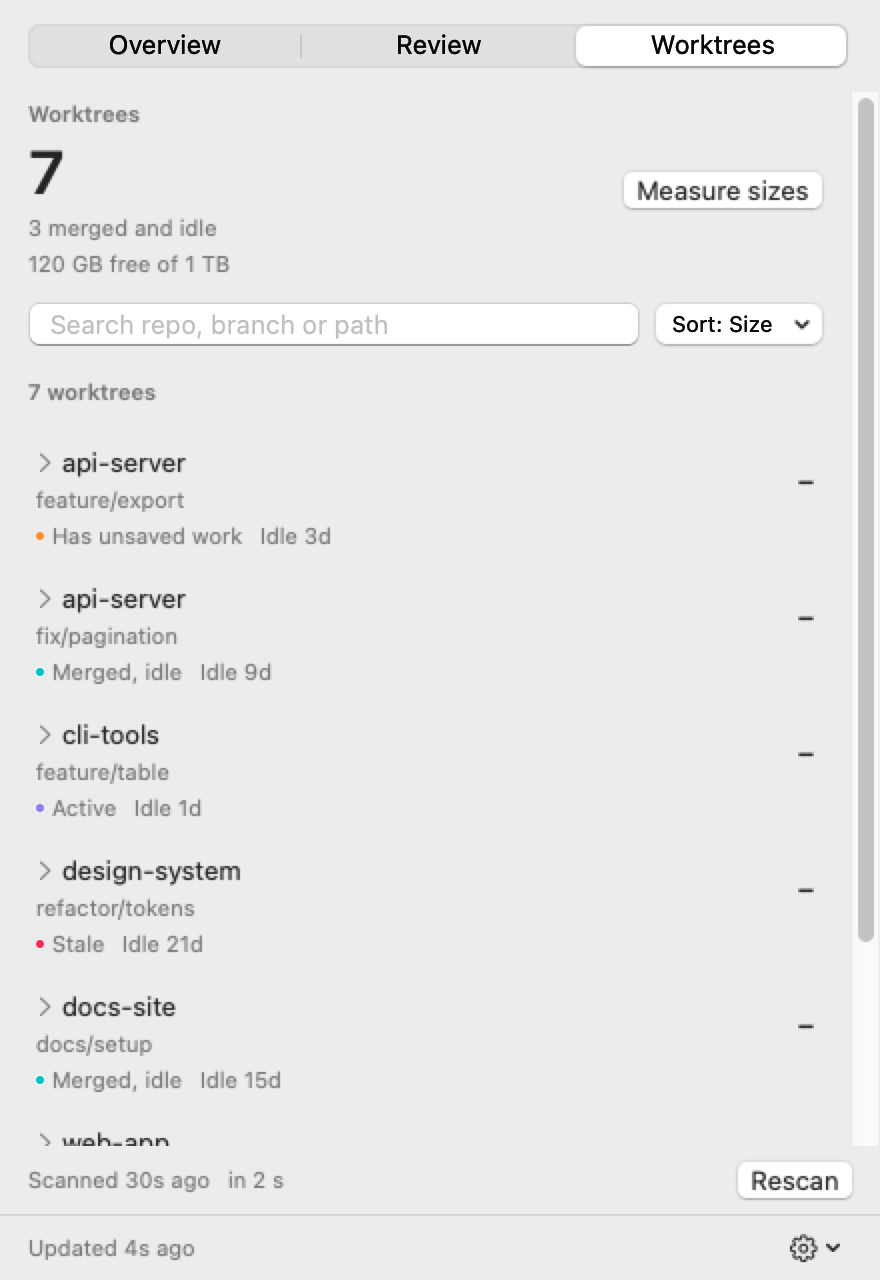 Overview Review Worktrees
Worktrees
7
Measure sizes
3 merged and idle
120 GB free of 1 TB
Search repo, branch or path
Sort: Size
7 worktrees
api-server
–
feature/export
Has unsaved work Idle 3d
api-server
–
fix/pagination
Merged, idle Idle 9d
cli-tools
–
feature/table
Active Idle 1d
design-system
–
refactor/tokens
Stale Idle 21d
docs-site
–
docs/setup
Merged, idle Idle 15d
web-app
Scanned 30s ago in 2 s
Rescan
Updated 4s ago